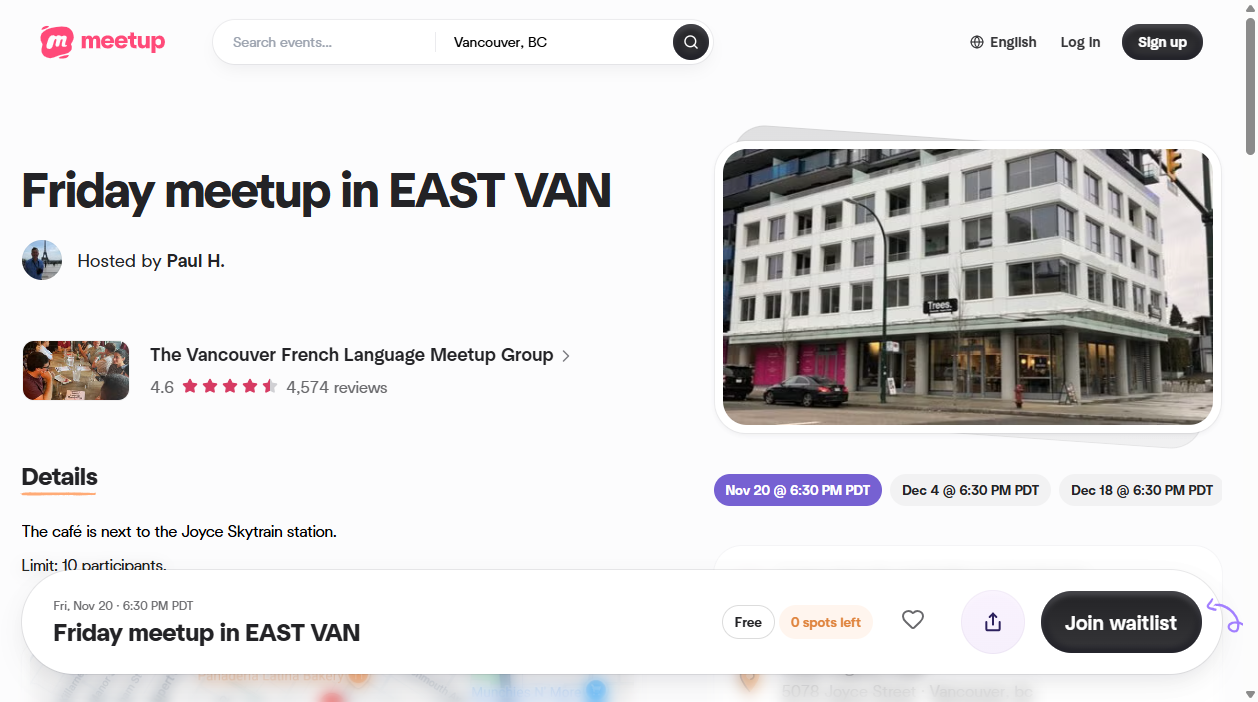 meetup
Search events...
Vancouver, BC
English
Log in
Sign up
Friday meetup in EAST VAN
Hosted by Paul H.
The Vancouver French Language Meetup Group
4.6
4,574 reviews
Trees.
Details
Nov 20 @ 6:30 PM PDT
Dec 4 @ 6:30 PM PDT
Dec 18 @ 6:30 PM PDT
The café is next to the Joyce Skytrain station.
Limit: 10 participants.
Fri, Nov 20 · 6:30 PM PDT
Friday meetup in EAST VAN
Free
0 spots left
Join waitlist
Panaderia Latina Bakery
5078 Joyce Street · Vancouver, bc